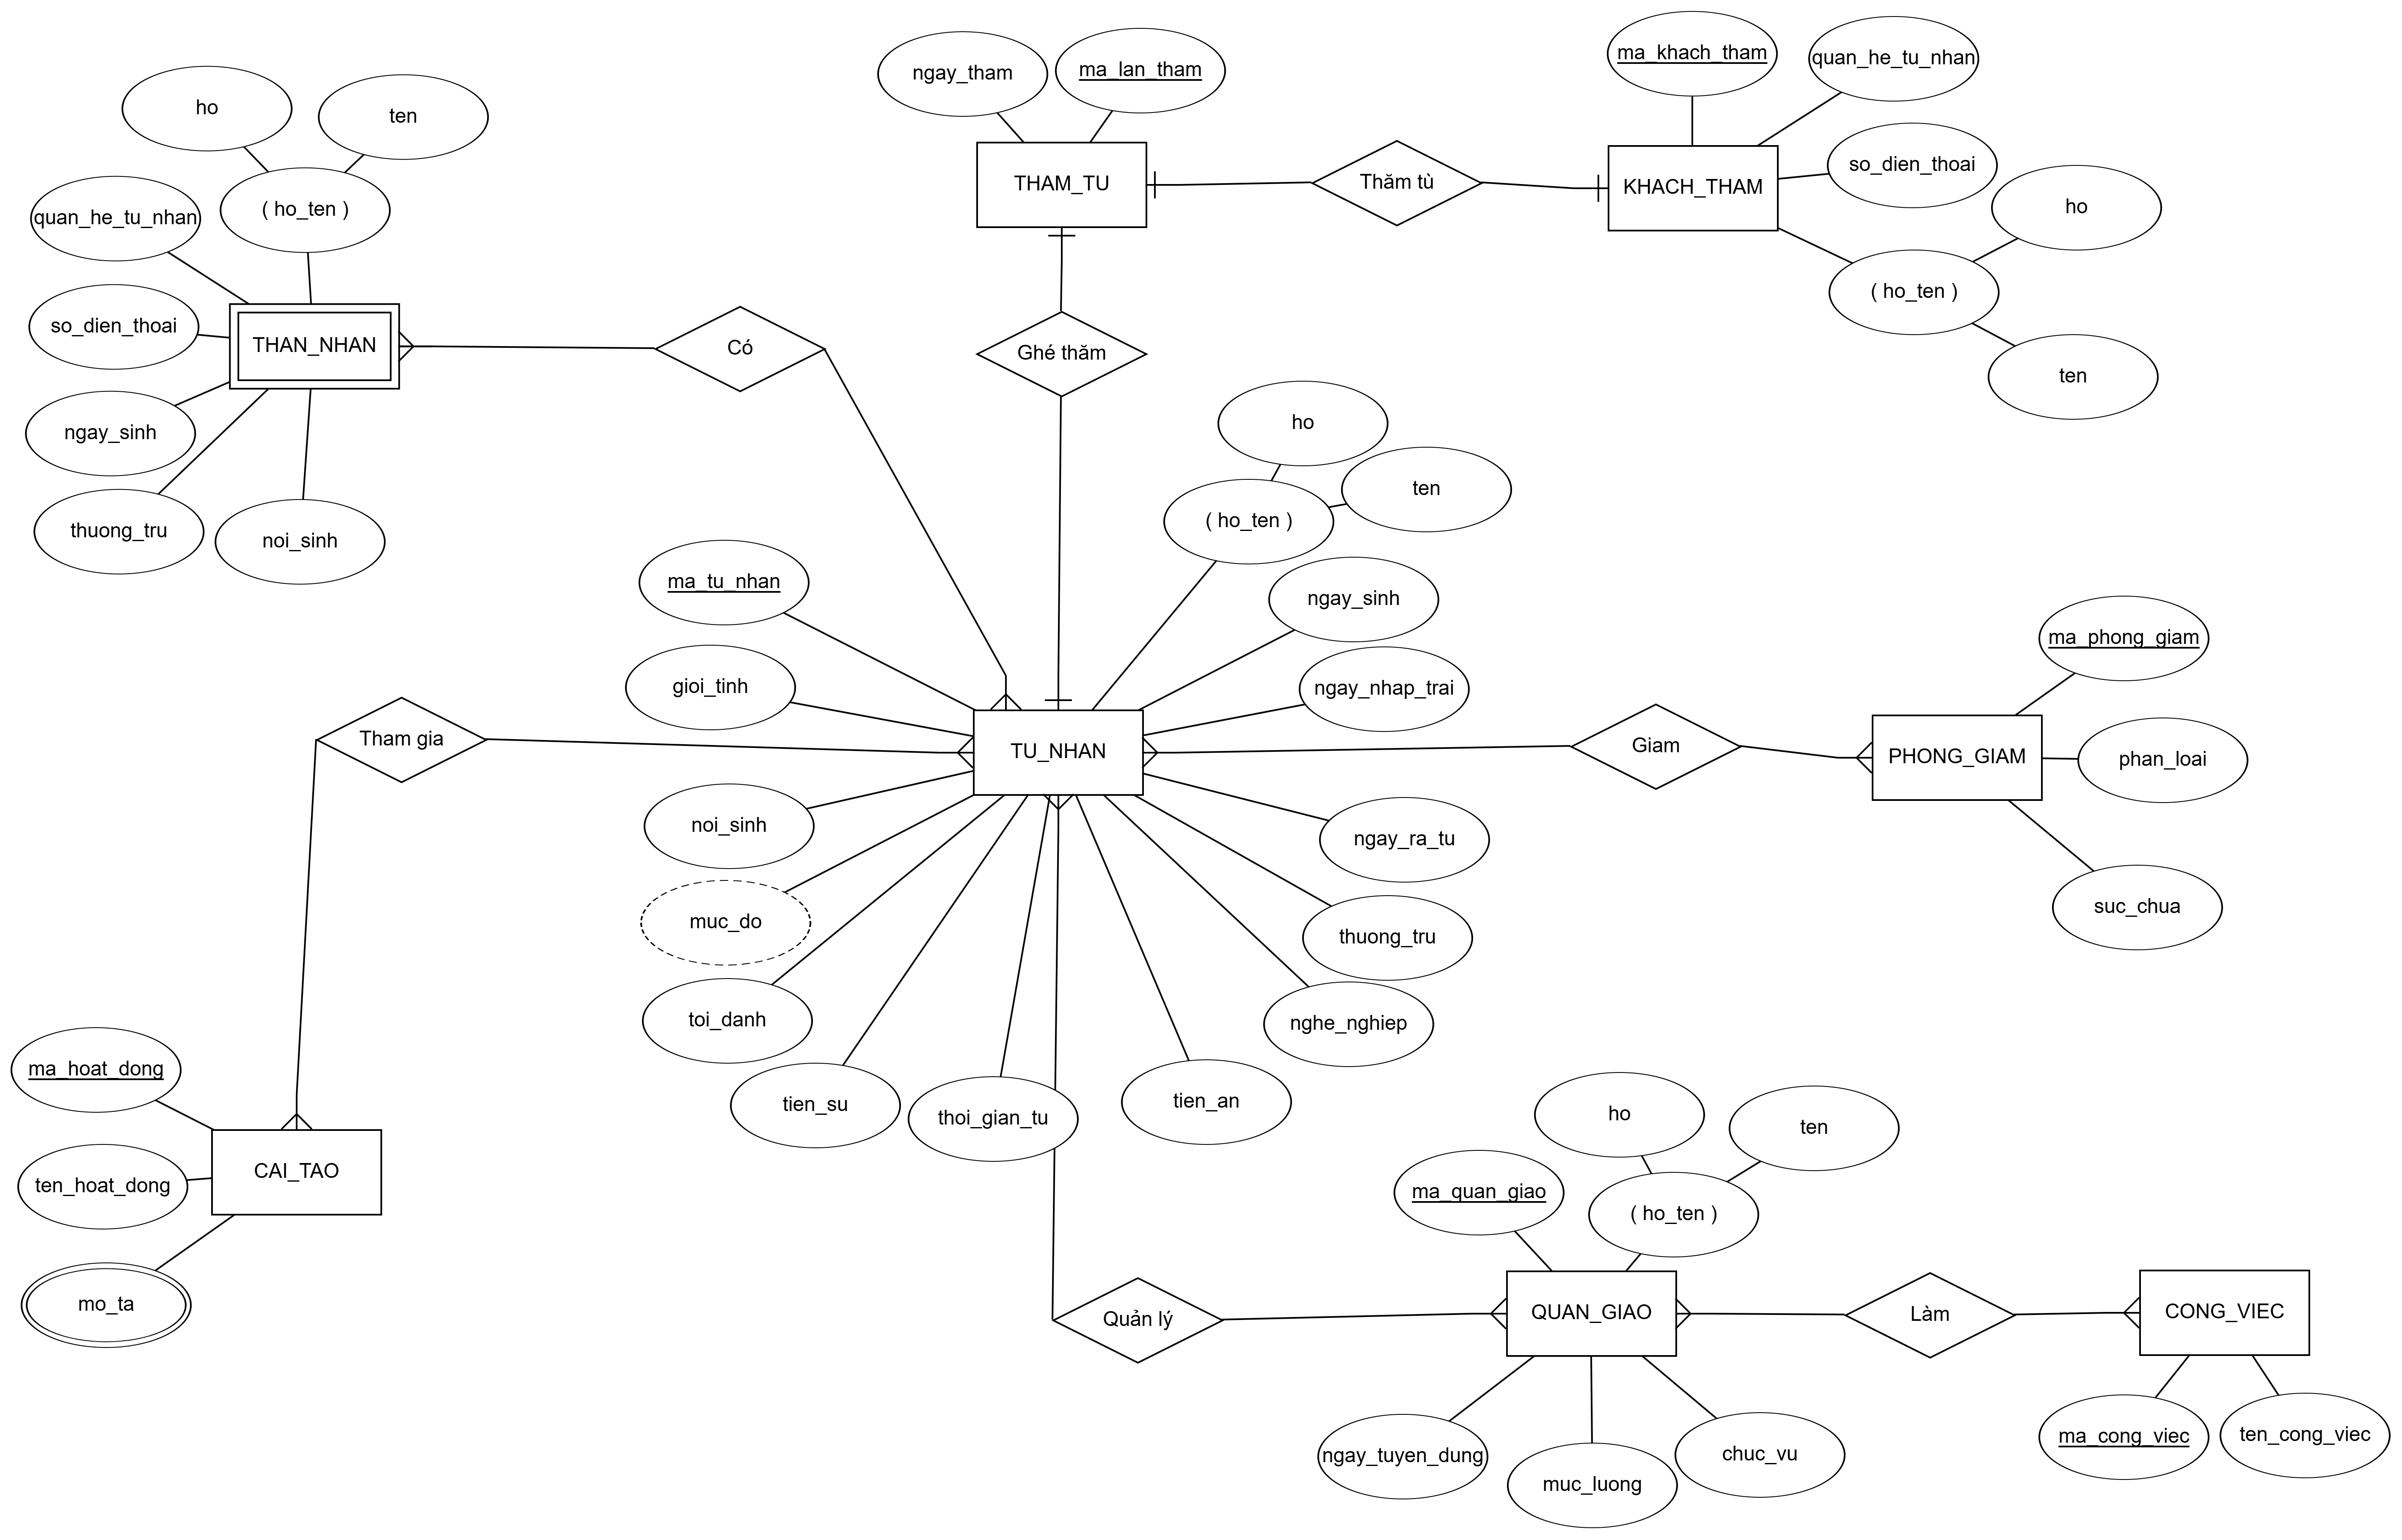 ma_khach_tham
quan_he_tu_nhan
ngay_tham
ma_lan_tham
ho
ten
so_dien_thoai
THAM_TU
Thăm tù
KHACH_THAM
ho
( ho_ten )
quan_he_tu_nhan
( ho_ten )
ten
so_dien_thoai
THAN_NHAN
Có
Ghé thăm
ngay_sinh
thuong_tru
noi_sinh
ho
ten
( ho_ten )
ma_tu_nhan
ngay_sinh
gioi_tinh
ngay_nhap_trai
ma_phong_giam
Tham gia
TU_NHAN
Giam
PHONG_GIAM
phan_loai
noi_sinh
ngay_ra_tu
muc_do
thuong_tru
suc_chua
toi_danh
nghe_nghiep
tien_su
thoi_gian_tu
tien_an
ma_hoat_dong
CAI_TAO
ten_hoat_dong
mo_ta
ho
ten
ma_quan_giao
( ho_ten )
Quản lý
QUAN_GIAO
Làm
CONG_VIEC
ngay_tuyen_dung
muc_luong
chuc_vu
ma_cong_viec
ten_cong_viec